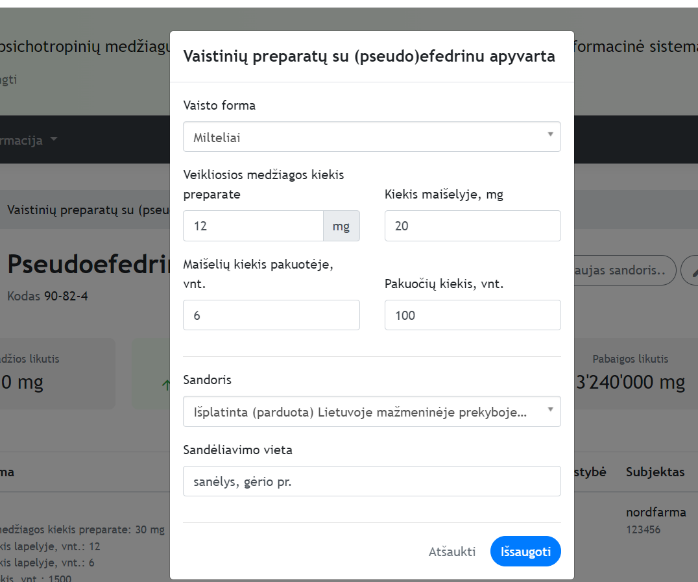 psichotropinių medžiagų
formacinė sistema
Vaistinių preparatų su (pseudo)efedrinu apyvarta
Vaisto forma
Milteliai
Veikliosios medžiagos kiekis
preparate
Kiekis maišelyje, mg
12 mg
20
Maišelių kiekis pakuotėje,
vnt.
Pakuočių kiekis, vnt.
6
100
Sandoris
Išplatinta (parduota) Lietuvoje mažmeninėje prekyboje...
Sandėliavimo vieta
sanėlys, gėrio pr.
Atšaukti
Išsaugoti
rmacija
Vaistinių preparatų su (pseu
Pseudoefedri
Kodas 90-82-4
aujas sandoris..
džios likutis
0 mg
Pabaigos likutis
3'240'000 mg
ma
stybė
Subjektas
nordfarma
123456
medžiagos kiekis preparate: 30 mg
kis lapelyje, vnt.: 12
kis lapelyje, vnt.: 6
kis, vnt.: 1500